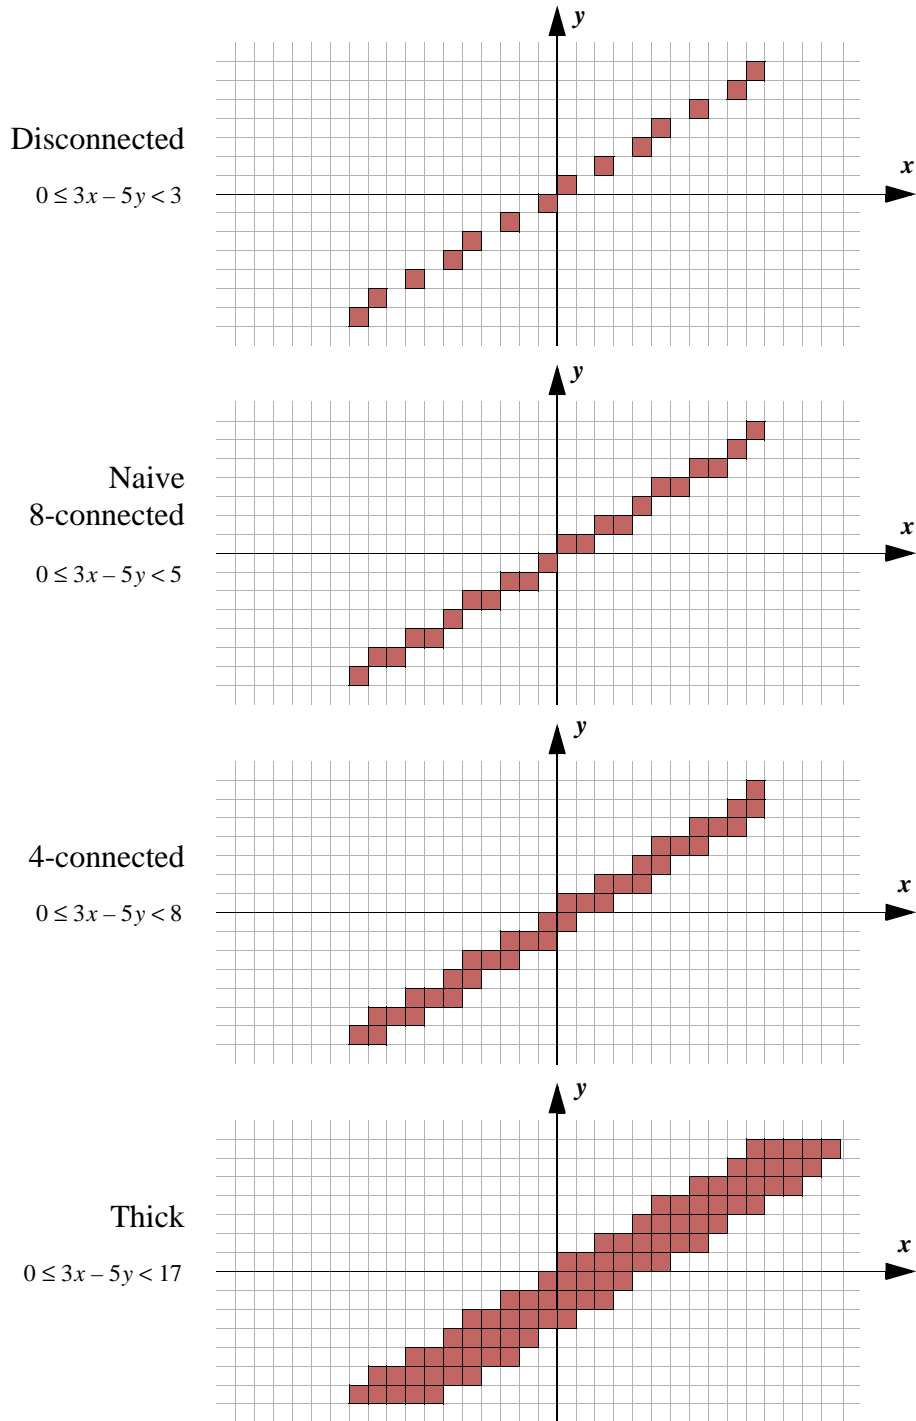 y
Disconnected
x
0 ≤ 3x – 5y < 3
y
Naive
8-connected
x
0 ≤ 3x – 5y < 5
y
4-connected
x
0 ≤ 3x – 5y < 8
y
Thick
x
0 ≤ 3x – 5y < 17